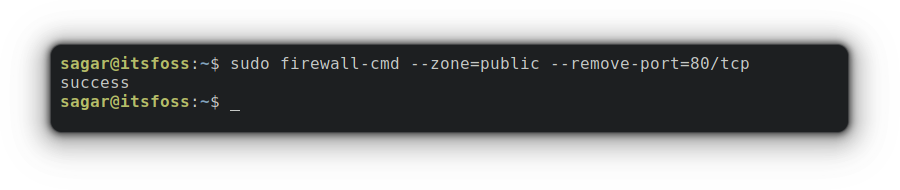 sagar@itsfoss:~$ sudo firewall-cmd --zone=public --remove-port=80/tcp
success
sagar@itsfoss:~$ _